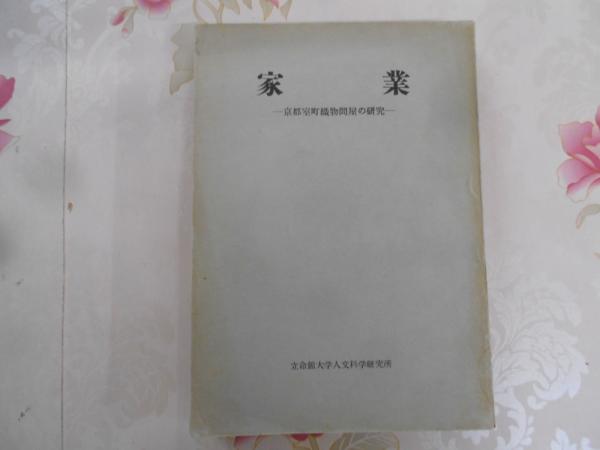 家業
―京都室町織物問屋の研究―
立命館大学人文科学研究所